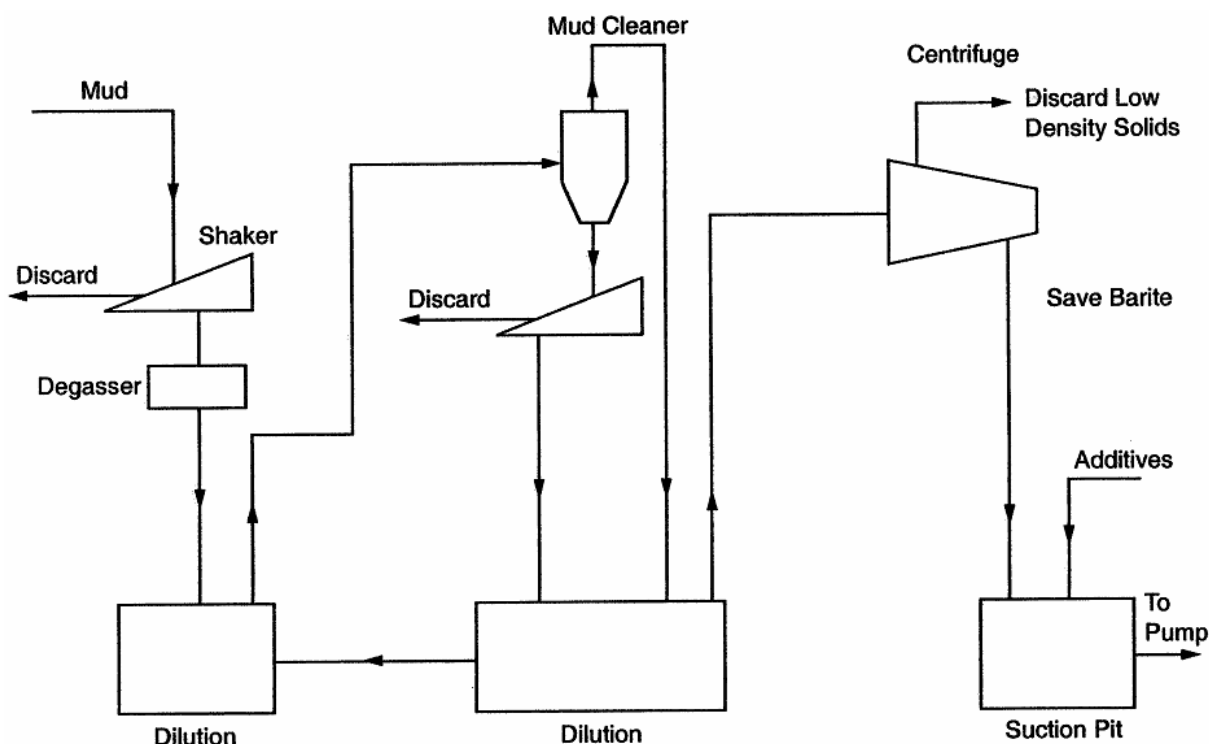 Mud Cleaner
Centrifuge
Mud
Discard Low
Density Solids
Shaker
Discard
Discard
Save Barite
Degasser
Additives
To
Pump
Dilution
Dilution
Suction Pit